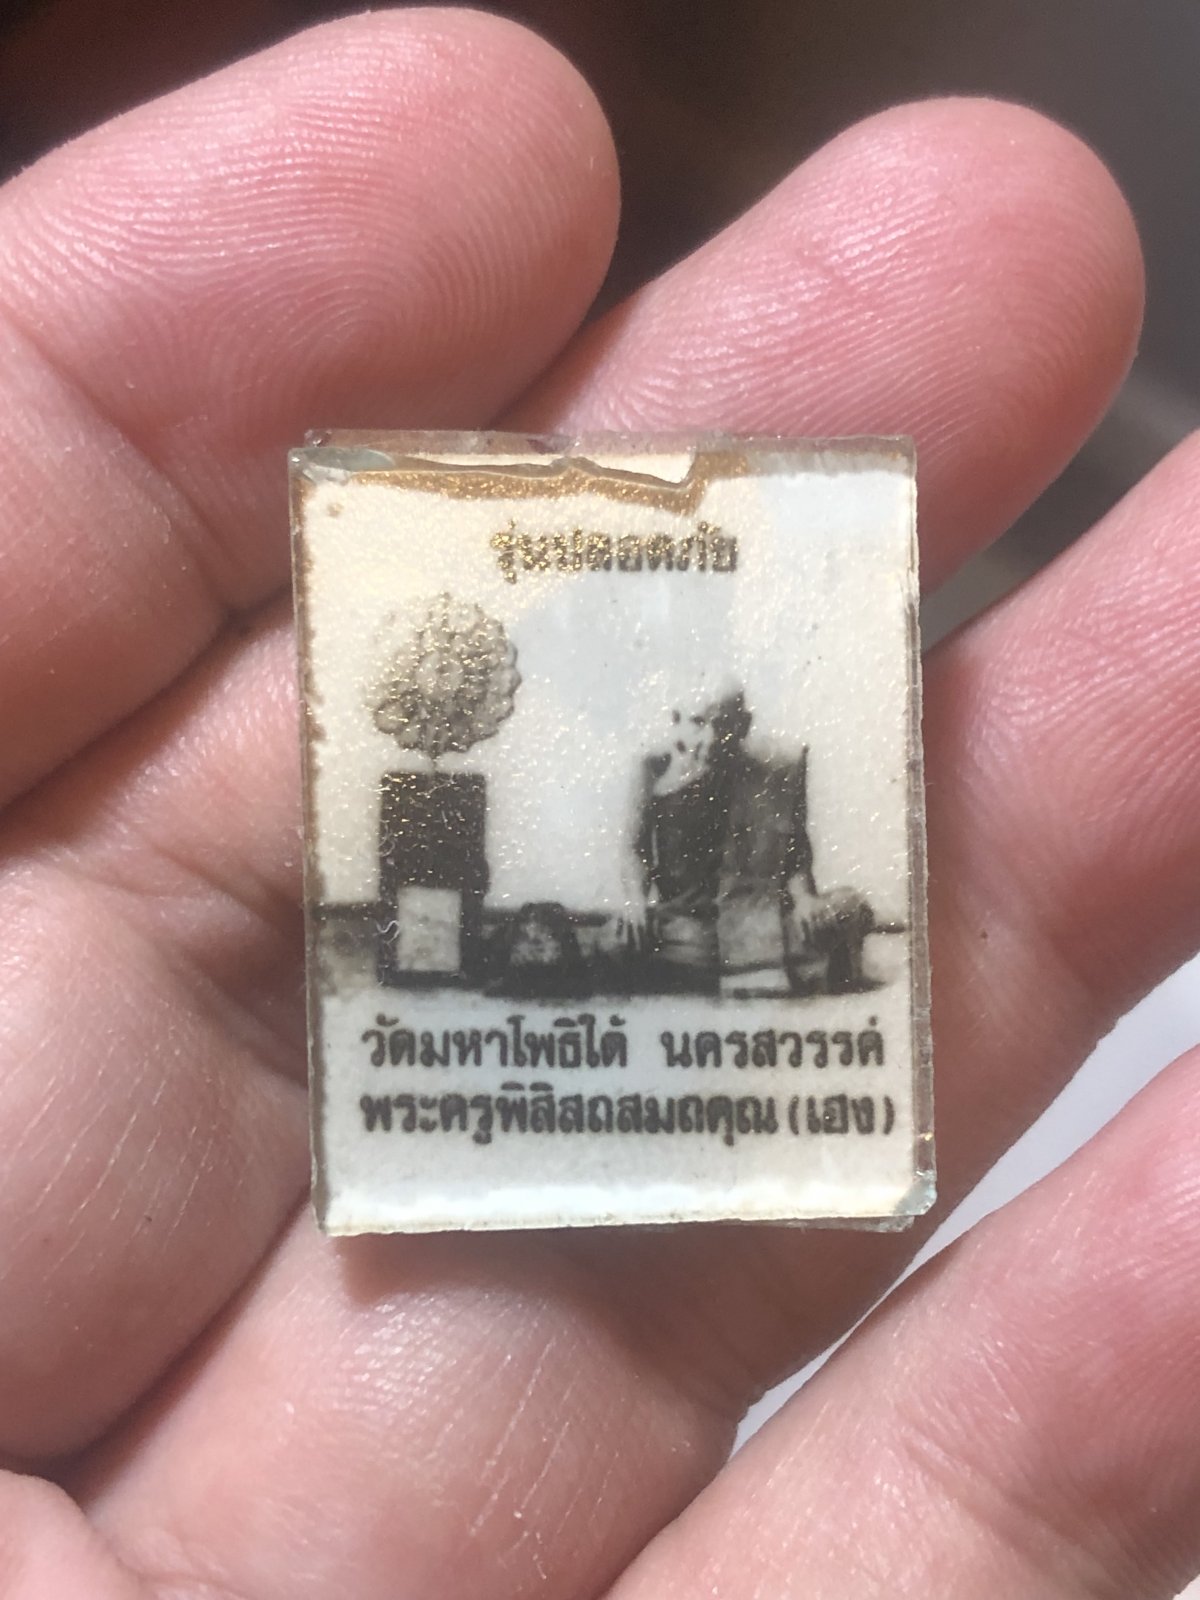 รุ่นปลอดภัย
วัดมหาโพธิใต้ นครสวรรค์
พระครูพิสิสถสมถคุณ (เฮง)